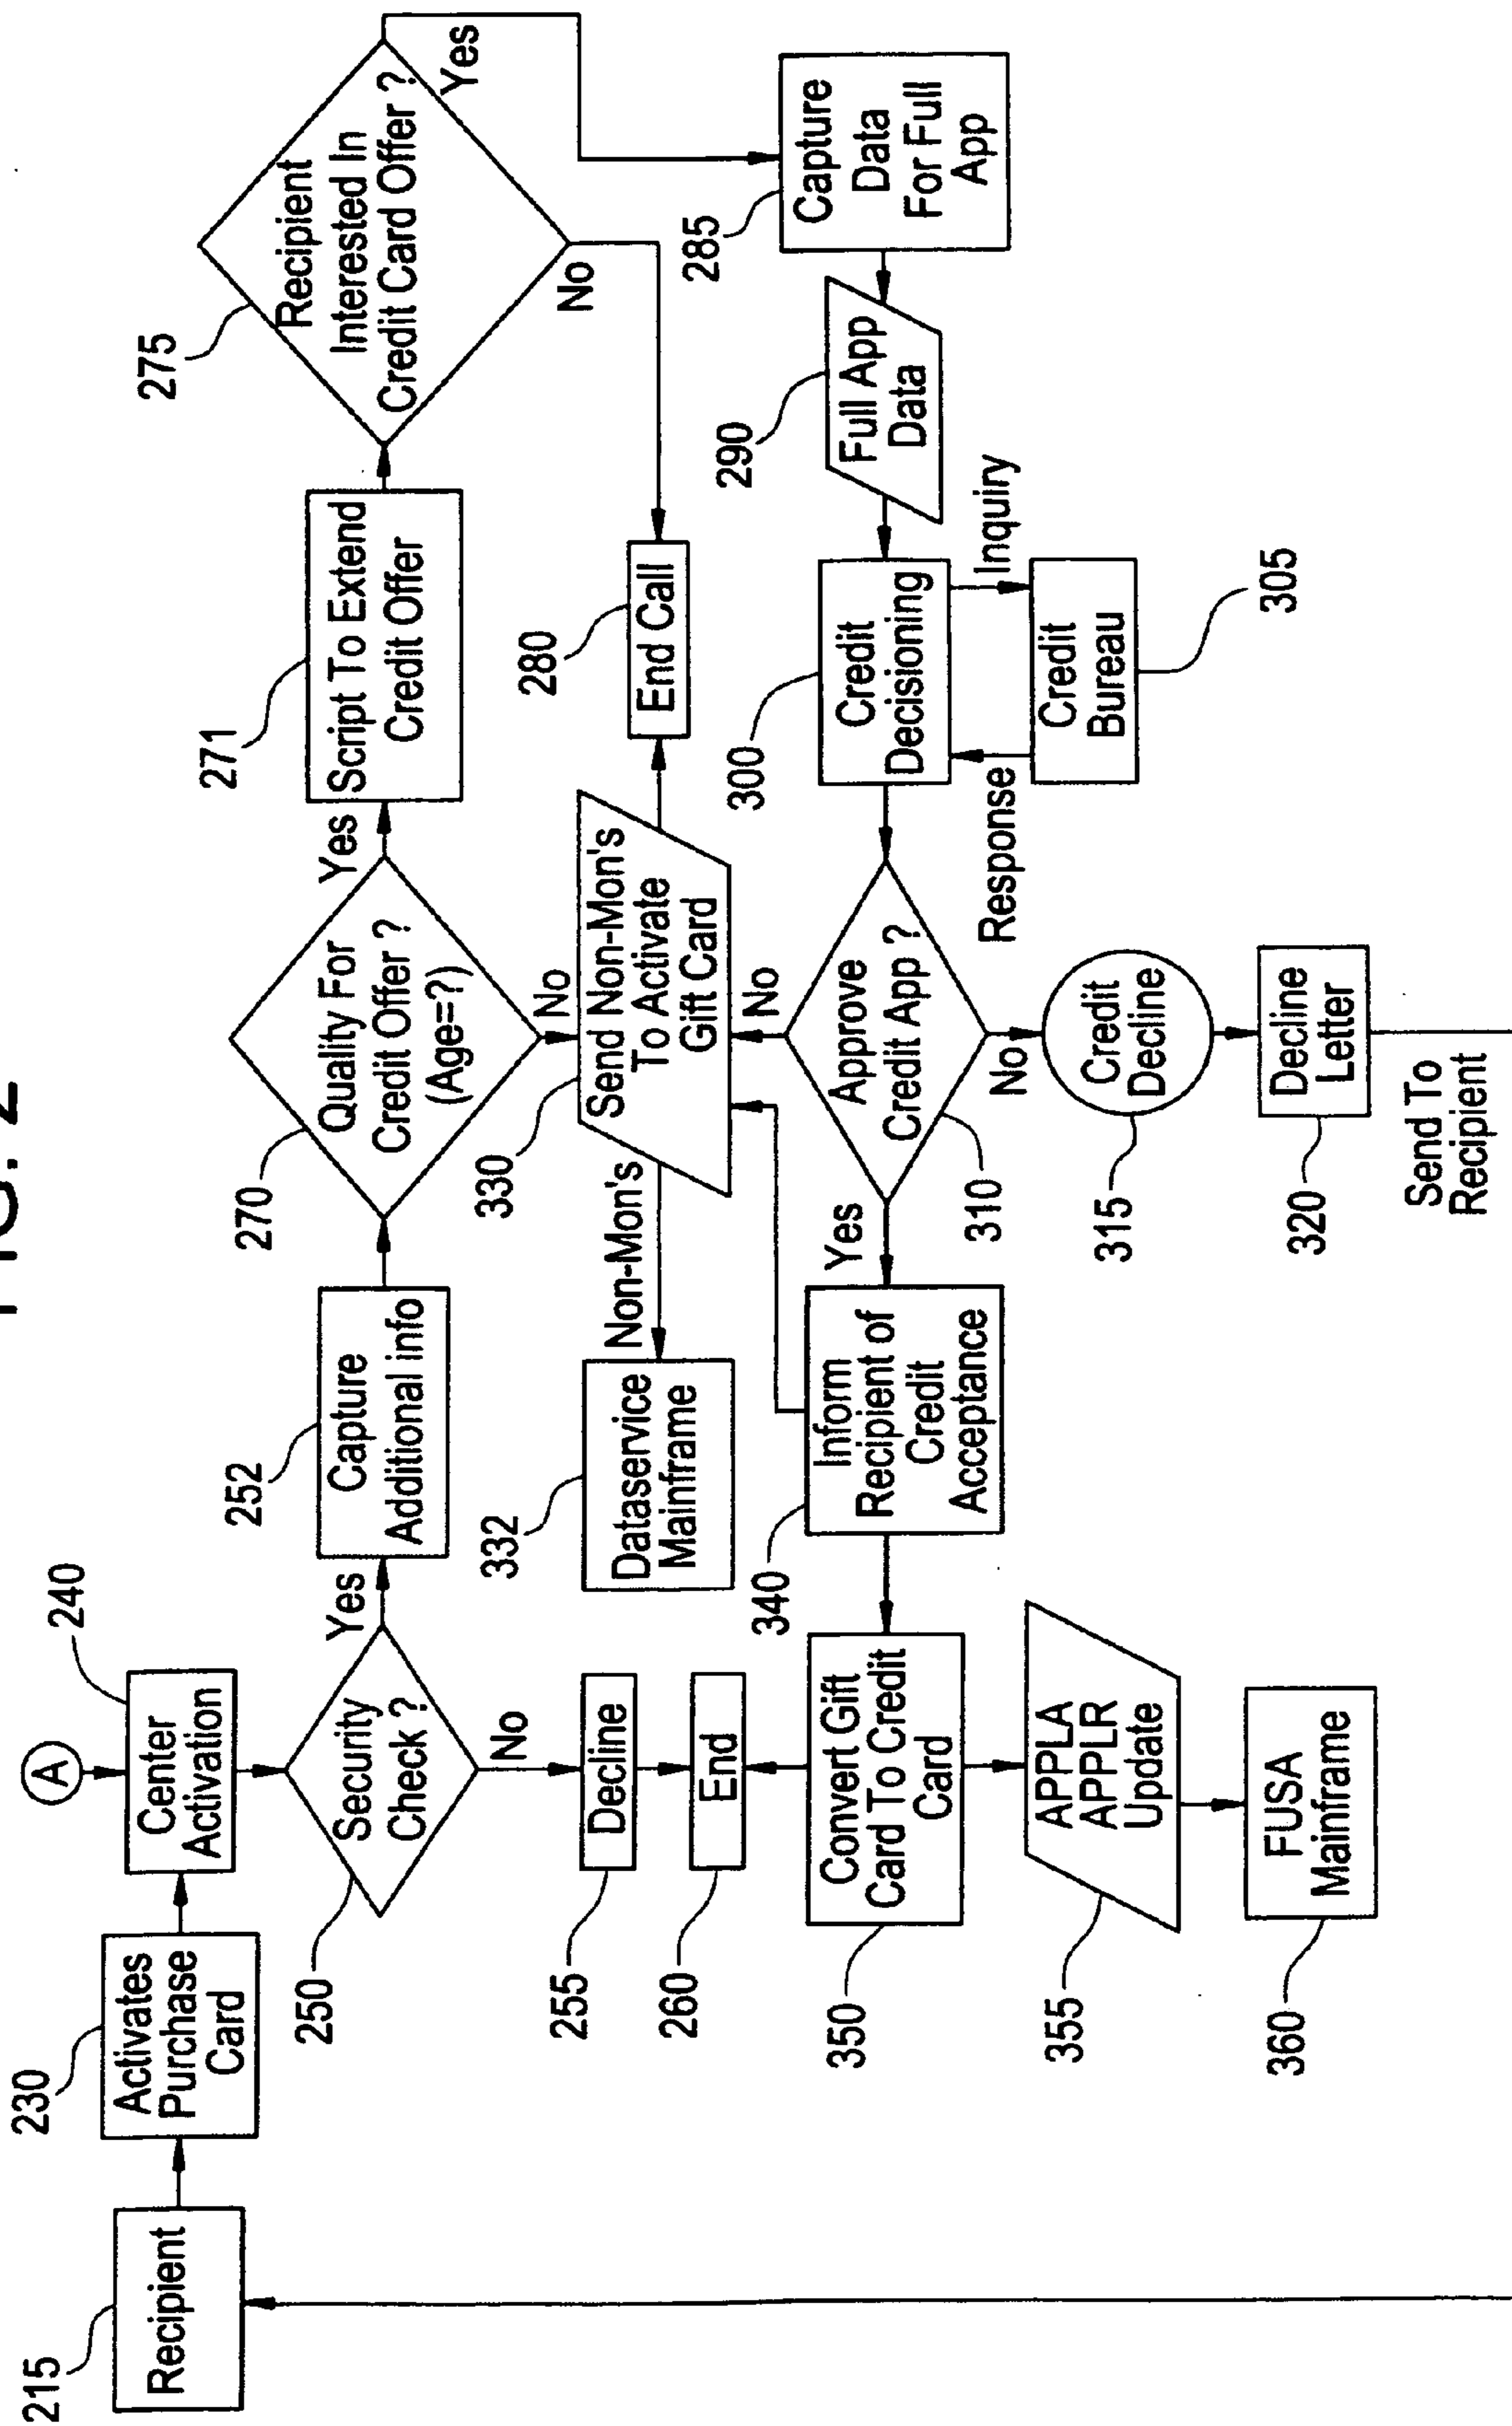 FIG. 2
A
215
Recipient
230
Activates
Purchase
Card
240
Center
Activation
250
Security
Check ?
Yes
No
252
Capture
Additional info
270
Quality For
Credit Offer ?
(Age=?)
Yes
No
271
Script To Extend
Credit Offer
275
Recipient
Interested In
Credit Card Offer ?
Yes
No
255
Decline
260
End
332
Dataservice
Mainframe
Non-Mon's
330
Send Non-Mon's
To Activate
Gift Card
280
End Call
285
Capture
Data
For Full
App
290
Full App
Data
300
Credit
Decisioning
Inquiry
Response
Credit
Bureau
305
Approve
Credit App ?
310
Yes
No
No
340
Inform
Recipient of
Credit
Acceptance
350
Convert Gift
Card To Credit
Card
355
APPLA
APPLR
Update
360
FUSA
Mainframe
315
Credit
Decline
320
Decline
Letter
Send To
Recipient